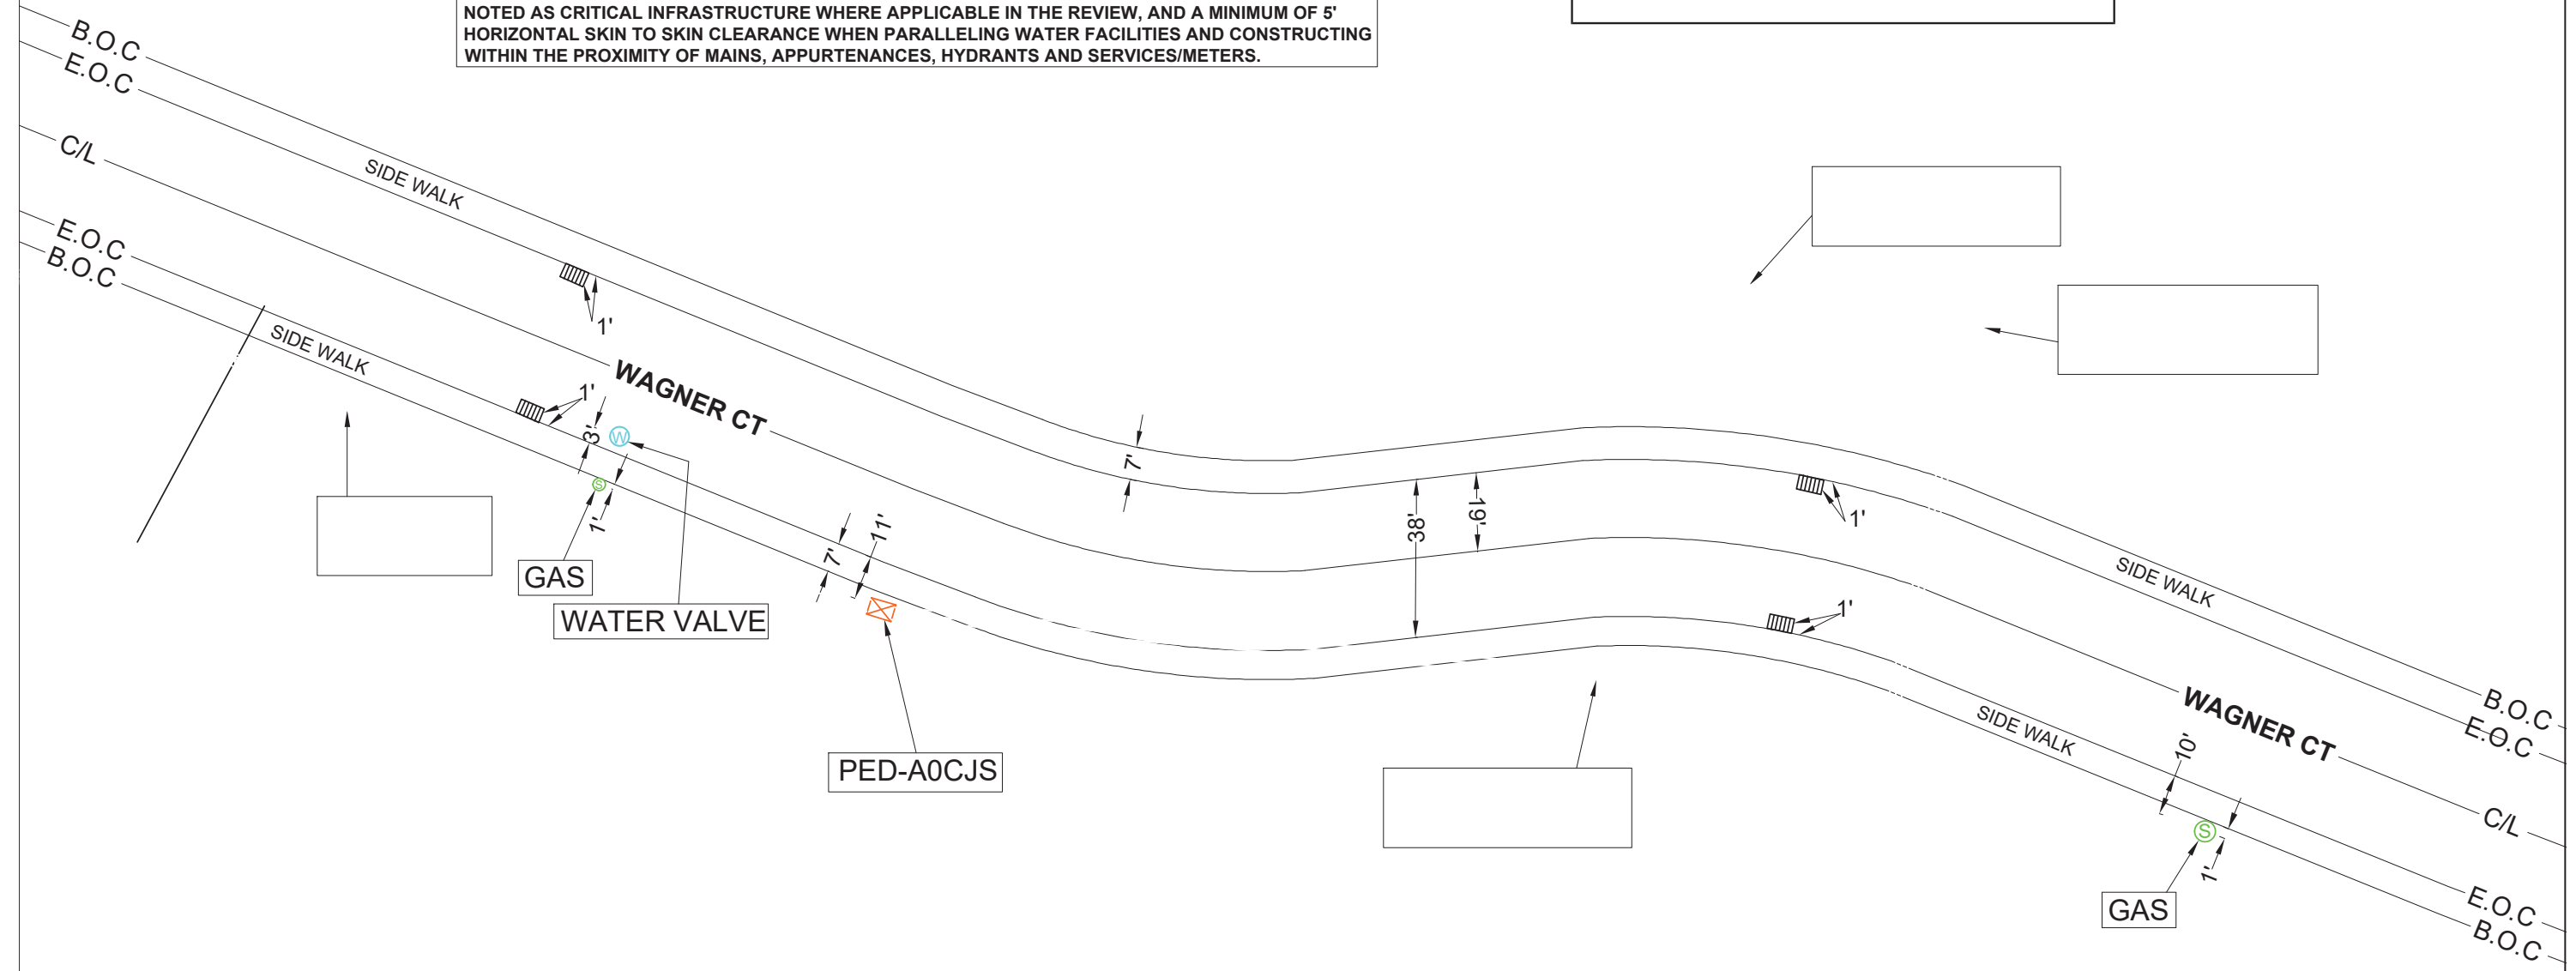 NOTED AS CRITICAL INFRASTRUCTURE WHERE APPLICABLE IN THE REVIEW, AND A MINIMUM OF 5'
HORIZONTAL SKIN TO SKIN CLEARANCE WHEN PARALLELING WATER FACILITIES AND CONSTRUCTING
WITHIN THE PROXIMITY OF MAINS, APPURTENANCES, HYDRANTS AND SERVICES/METERS.
B.O.C
E.O.C
C/L
SIDE WALK
E.O.C
B.O.C
SIDE WALK
1'
1'
WAGNER CT
3'
W
S
1'
GAS
WATER VALVE
7'
11'
PED-A0CJS
7'
38'
19'
1'
1'
SIDE WALK
SIDE WALK
WAGNER CT
B.O.C
E.O.C
10'
S
1'
GAS
C/L
E.O.C
B.O.C